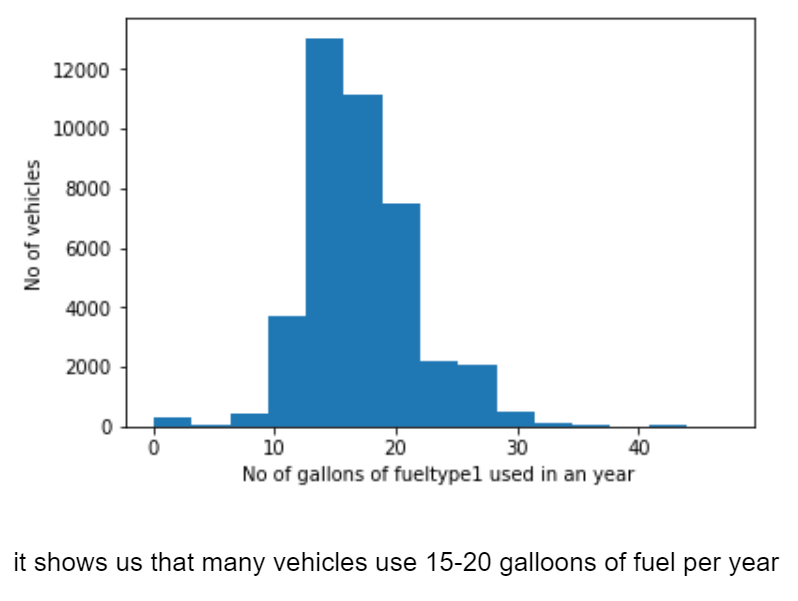 12000
10000
8000
6000
4000
2000
0
No of vehicles
0 10 20 30 40
No of gallons of fueltype1 used in an year
it shows us that many vehicles use 15-20 galloons of fuel per year